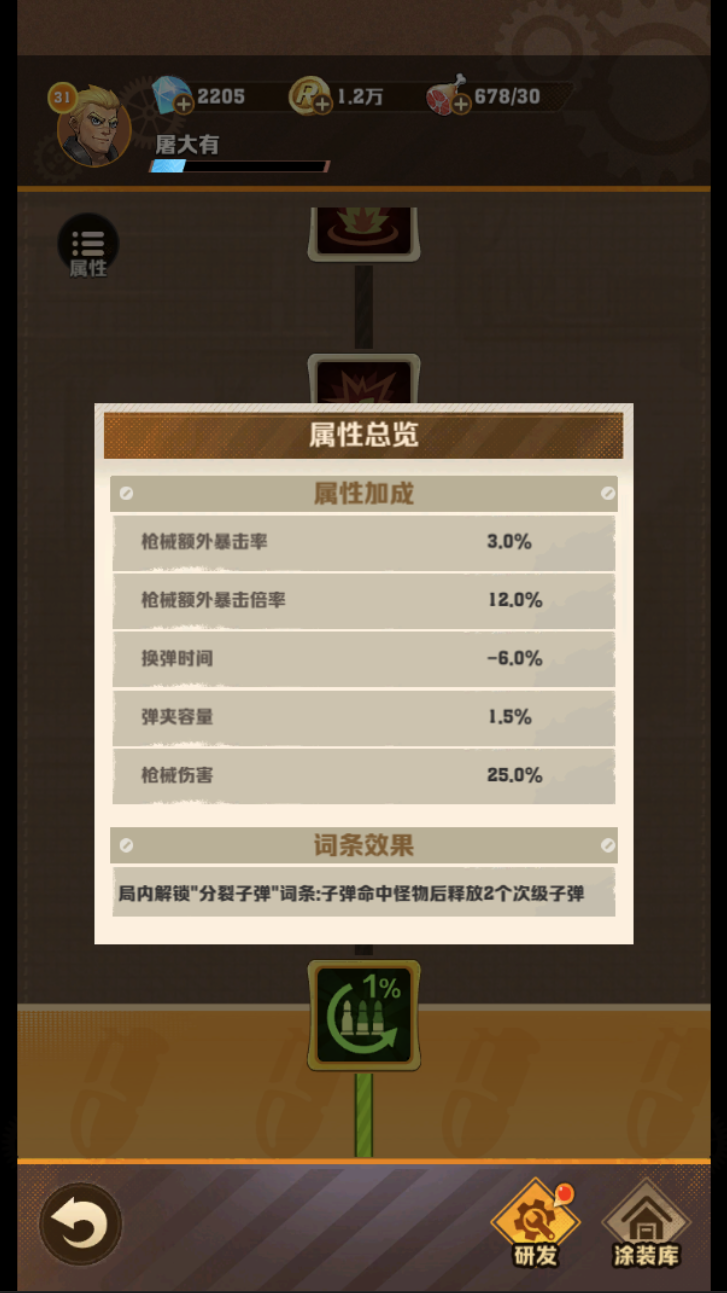 31
2205
1.2万
678/30
屠大有
属性
属性总览
属性加成
枪械额外暴击率 3.0%
枪械额外暴击倍率 12.0%
换弹时间 -6.0%
弹夹容量 1.5%
枪械伤害 25.0%
词条效果
局内解锁"分裂子弹"词条:子弹命中怪物后释放2个次级子弹
1%
研发 涂装库